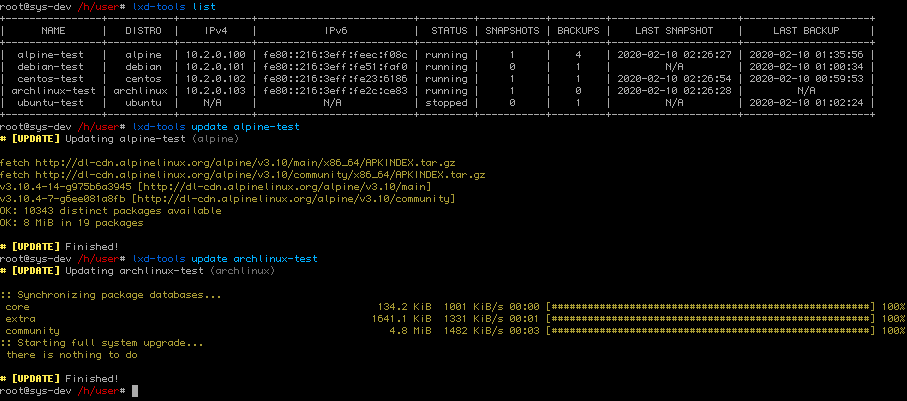 root@sys-dev /h/user# lxd-tools list
+----------------+-----------+------------+---------------------------+---------+-----------+---------+---------------------+---------------------+
| NAME | DISTRO | IPv4 | IPv6 | STATUS | SNAPSHOTS | BACKUPS | LAST SNAPSHOT | LAST BACKUP |
+----------------+-----------+------------+---------------------------+---------+-----------+---------+---------------------+---------------------+
| alpine-test | alpine | 10.2.0.100 | fe80::216:3eff:feec:f08c | running | 1 | 4 | 2020-02-10 02:26:27 | 2020-02-10 01:35:56 |
| debian-test | debian | 10.2.0.101 | fe80::216:3eff:fe51:faf0 | running | 0 | 1 | N/A | 2020-02-10 01:00:34 |
| centos-test | centos | 10.2.0.102 | fe80::216:3eff:fe23:6186 | running | 1 | 1 | 2020-02-10 02:26:54 | 2020-02-10 00:59:53 |
| archlinux-test | archlinux | 10.2.0.103 | fe80::216:3eff:fe2c:ce83 | running | 1 | 0 | 2020-02-10 02:26:28 | N/A |
| ubuntu-test | ubuntu | N/A | N/A | stopped | 0 | 1 | N/A | 2020-02-10 01:02:24 |
+----------------+-----------+------------+---------------------------+---------+-----------+---------+---------------------+---------------------+
root@sys-dev /h/user# lxd-tools update alpine-test
# [UPDATE] Updating alpine-test (alpine)
fetch http://dl-cdn.alpinelinux.org/alpine/v3.10/main/x86_64/APKINDEX.tar.gz
fetch http://dl-cdn.alpinelinux.org/alpine/v3.10/community/x86_64/APKINDEX.tar.gz
v3.10.4-14-g975b6a3945 [http://dl-cdn.alpinelinux.org/alpine/v3.10/main]
v3.10.4-7-g6ee081a8fb [http://dl-cdn.alpinelinux.org/alpine/v3.10/community]
OK: 10343 distinct packages available
OK: 8 MiB in 19 packages
# [UPDATE] Finished!
root@sys-dev /h/user# lxd-tools update archlinux-test
# [UPDATE] Updating archlinux-test (archlinux)
:: Synchronizing package databases...
core 134.2 KiB 1001 KiB/s 00:00 [######################################################] 100%
extra 1641.1 KiB 1331 KiB/s 00:01 [######################################################] 100%
community 4.8 MiB 1482 KiB/s 00:03 [######################################################] 100%
:: Starting full system upgrade...
there is nothing to do
# [UPDATE] Finished!
root@sys-dev /h/user#